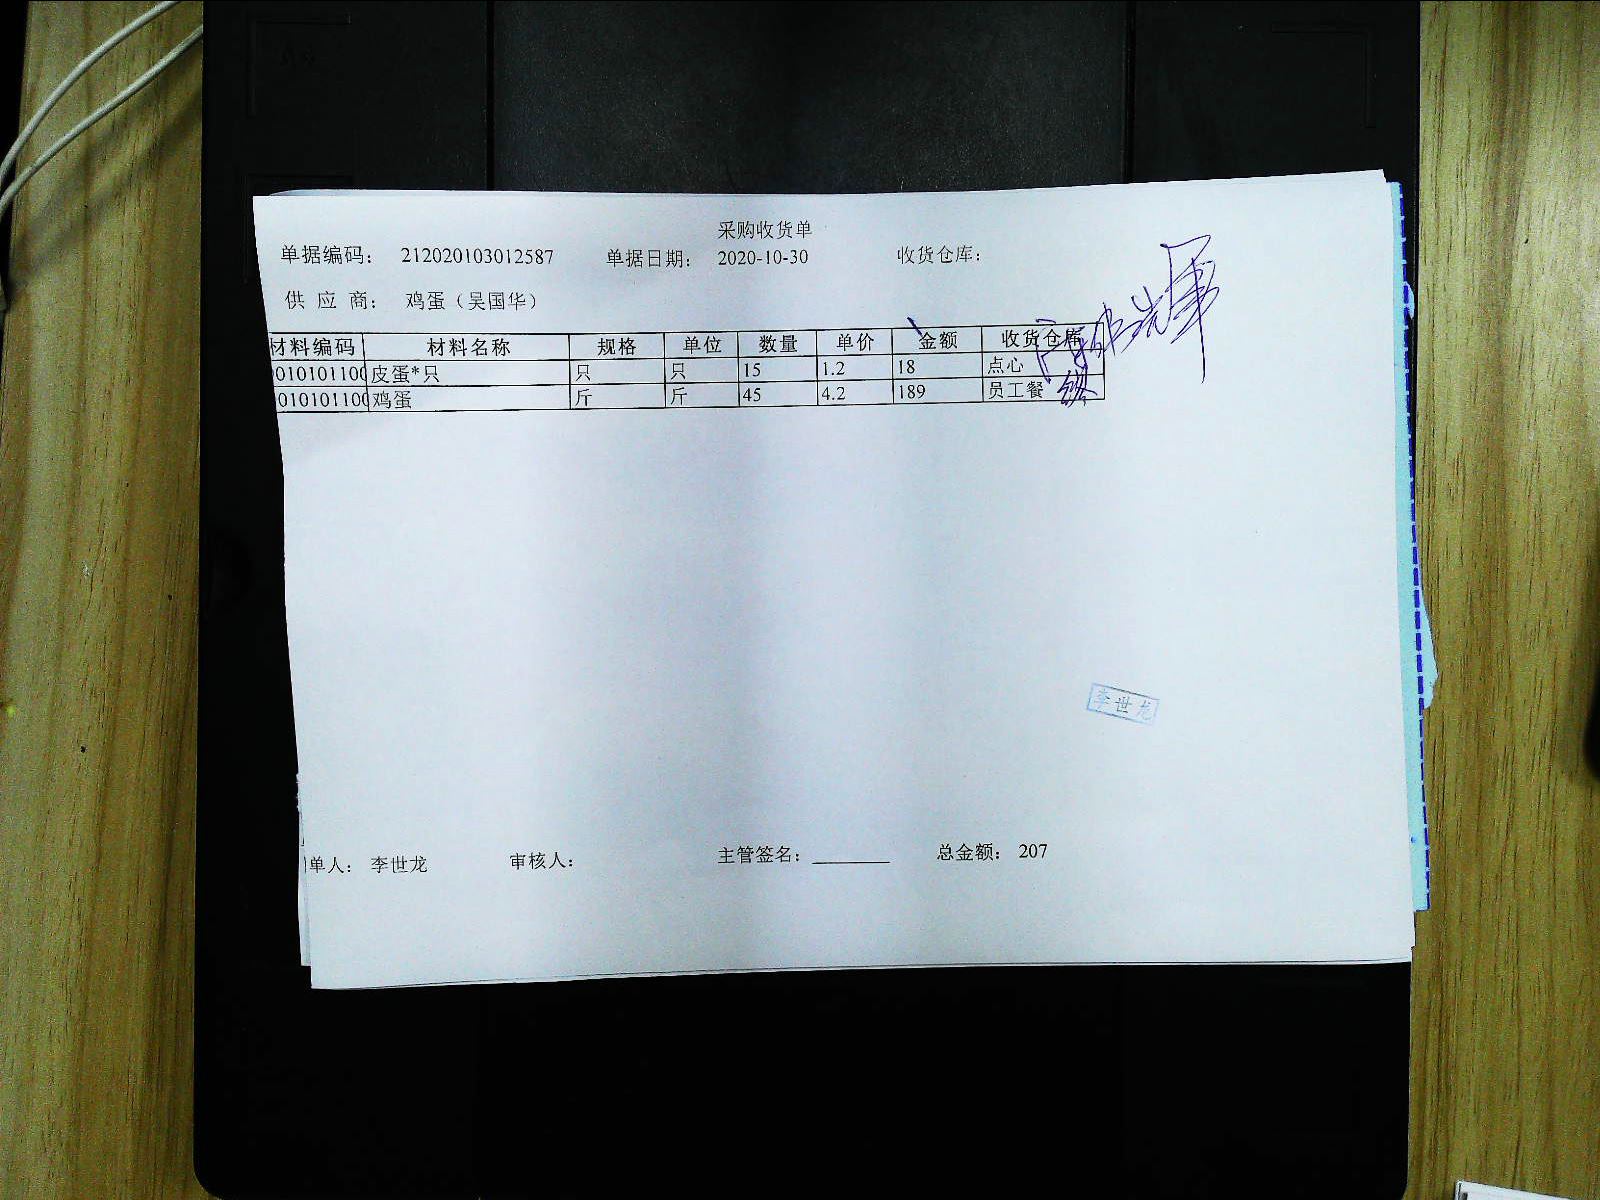 采购收货单
单据编码： 212020103012587 单据日期： 2020-10-30 收货仓库：
供 应 商： 鸡蛋（吴国华）
材料编码 材料名称 规格 单位 数量 单价 金额 收货仓库
010101100 皮蛋*只 只 只 15 1.2 18 点心
010101100 鸡蛋 斤 斤 45 4.2 189 员工餐
李世龙
单人： 李世龙 审核人： 主管签名： 总金额： 207